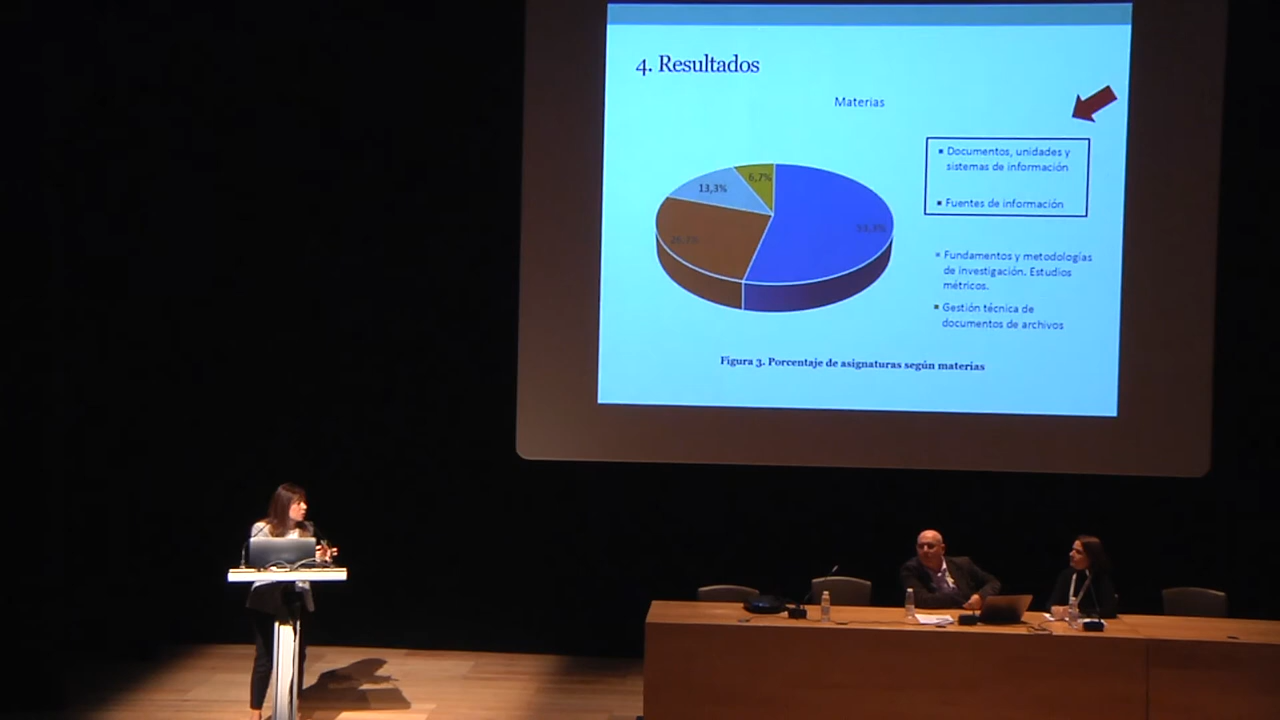 4. Resultados
Materias
6,7%
13,3%
▪ Documentos, unidades y
sistemas de información
▪ Fuentes de información
▪ Fundamentos y metodologías
de investigación. Estudios
métricos.
▪ Gestión técnica de
documentos de archivos
Figura 3. Porcentaje de asignaturas según materias